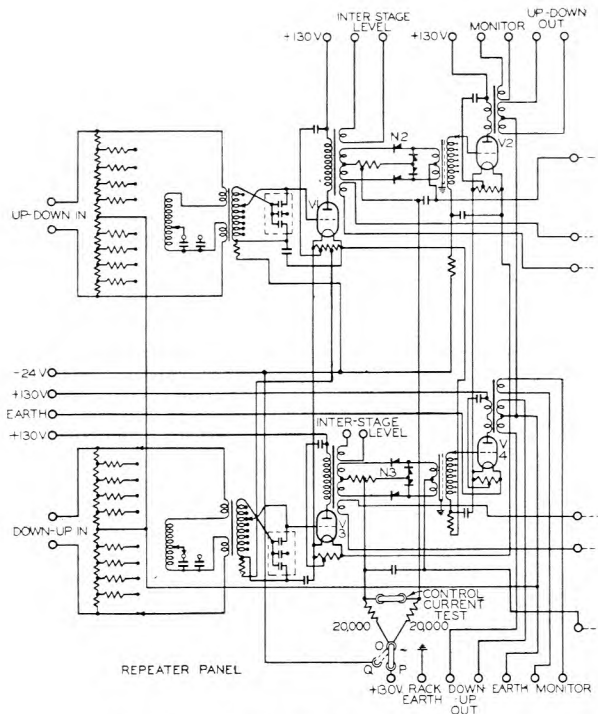 INTER STAGE
LEVEL
+130V
+130V
MONITOR
UP-DOWN
OUT
N2
V2
V1
UP-DOWN IN
-24V
+130V
EARTH
+130V
INTER-STAGE
LEVEL
N3
V
4
V
3
DOWN-UP IN
CONTROL
CURRENT
TEST
20,000
20,000
O
Q
P
REPEATER PANEL
+130V
RACK
EARTH
DOWN-
-UP
OUT
EARTH
MONITOR